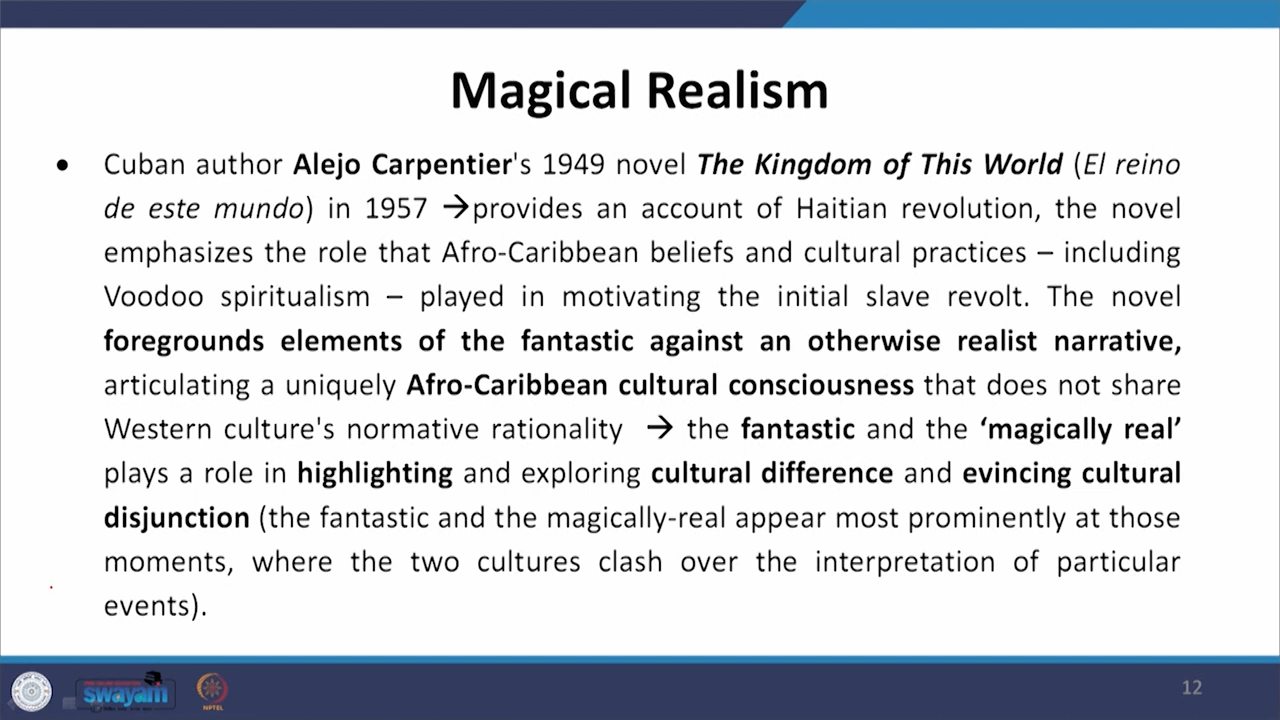 Magical Realism
• Cuban author Alejo Carpentier's 1949 novel The Kingdom of This World (El reino
de este mundo) in 1957 →provides an account of Haitian revolution, the novel
emphasizes the role that Afro-Caribbean beliefs and cultural practices – including
Voodoo spiritualism – played in motivating the initial slave revolt. The novel
foregrounds elements of the fantastic against an otherwise realist narrative,
articulating a uniquely Afro-Caribbean cultural consciousness that does not share
Western culture's normative rationality → the fantastic and the ‘magically real’
plays a role in highlighting and exploring cultural difference and evincing cultural
disjunction (the fantastic and the magically-real appear most prominently at those
moments, where the two cultures clash over the interpretation of particular
events).
swayam
NPTEL
12